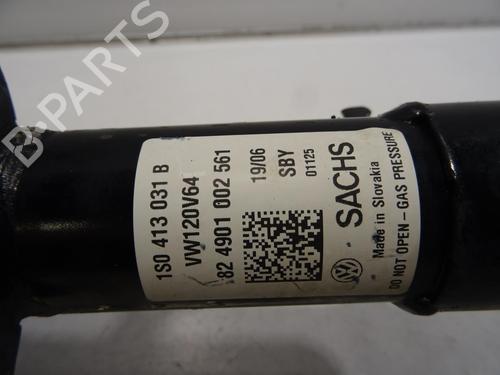 B-PARTS
1S0 413 031 B
VW120V64
82 4901 002 561
19/06
SBY
01125
SACHS
Made in Slovakia
DO NOT OPEN - GAS PRESSURE